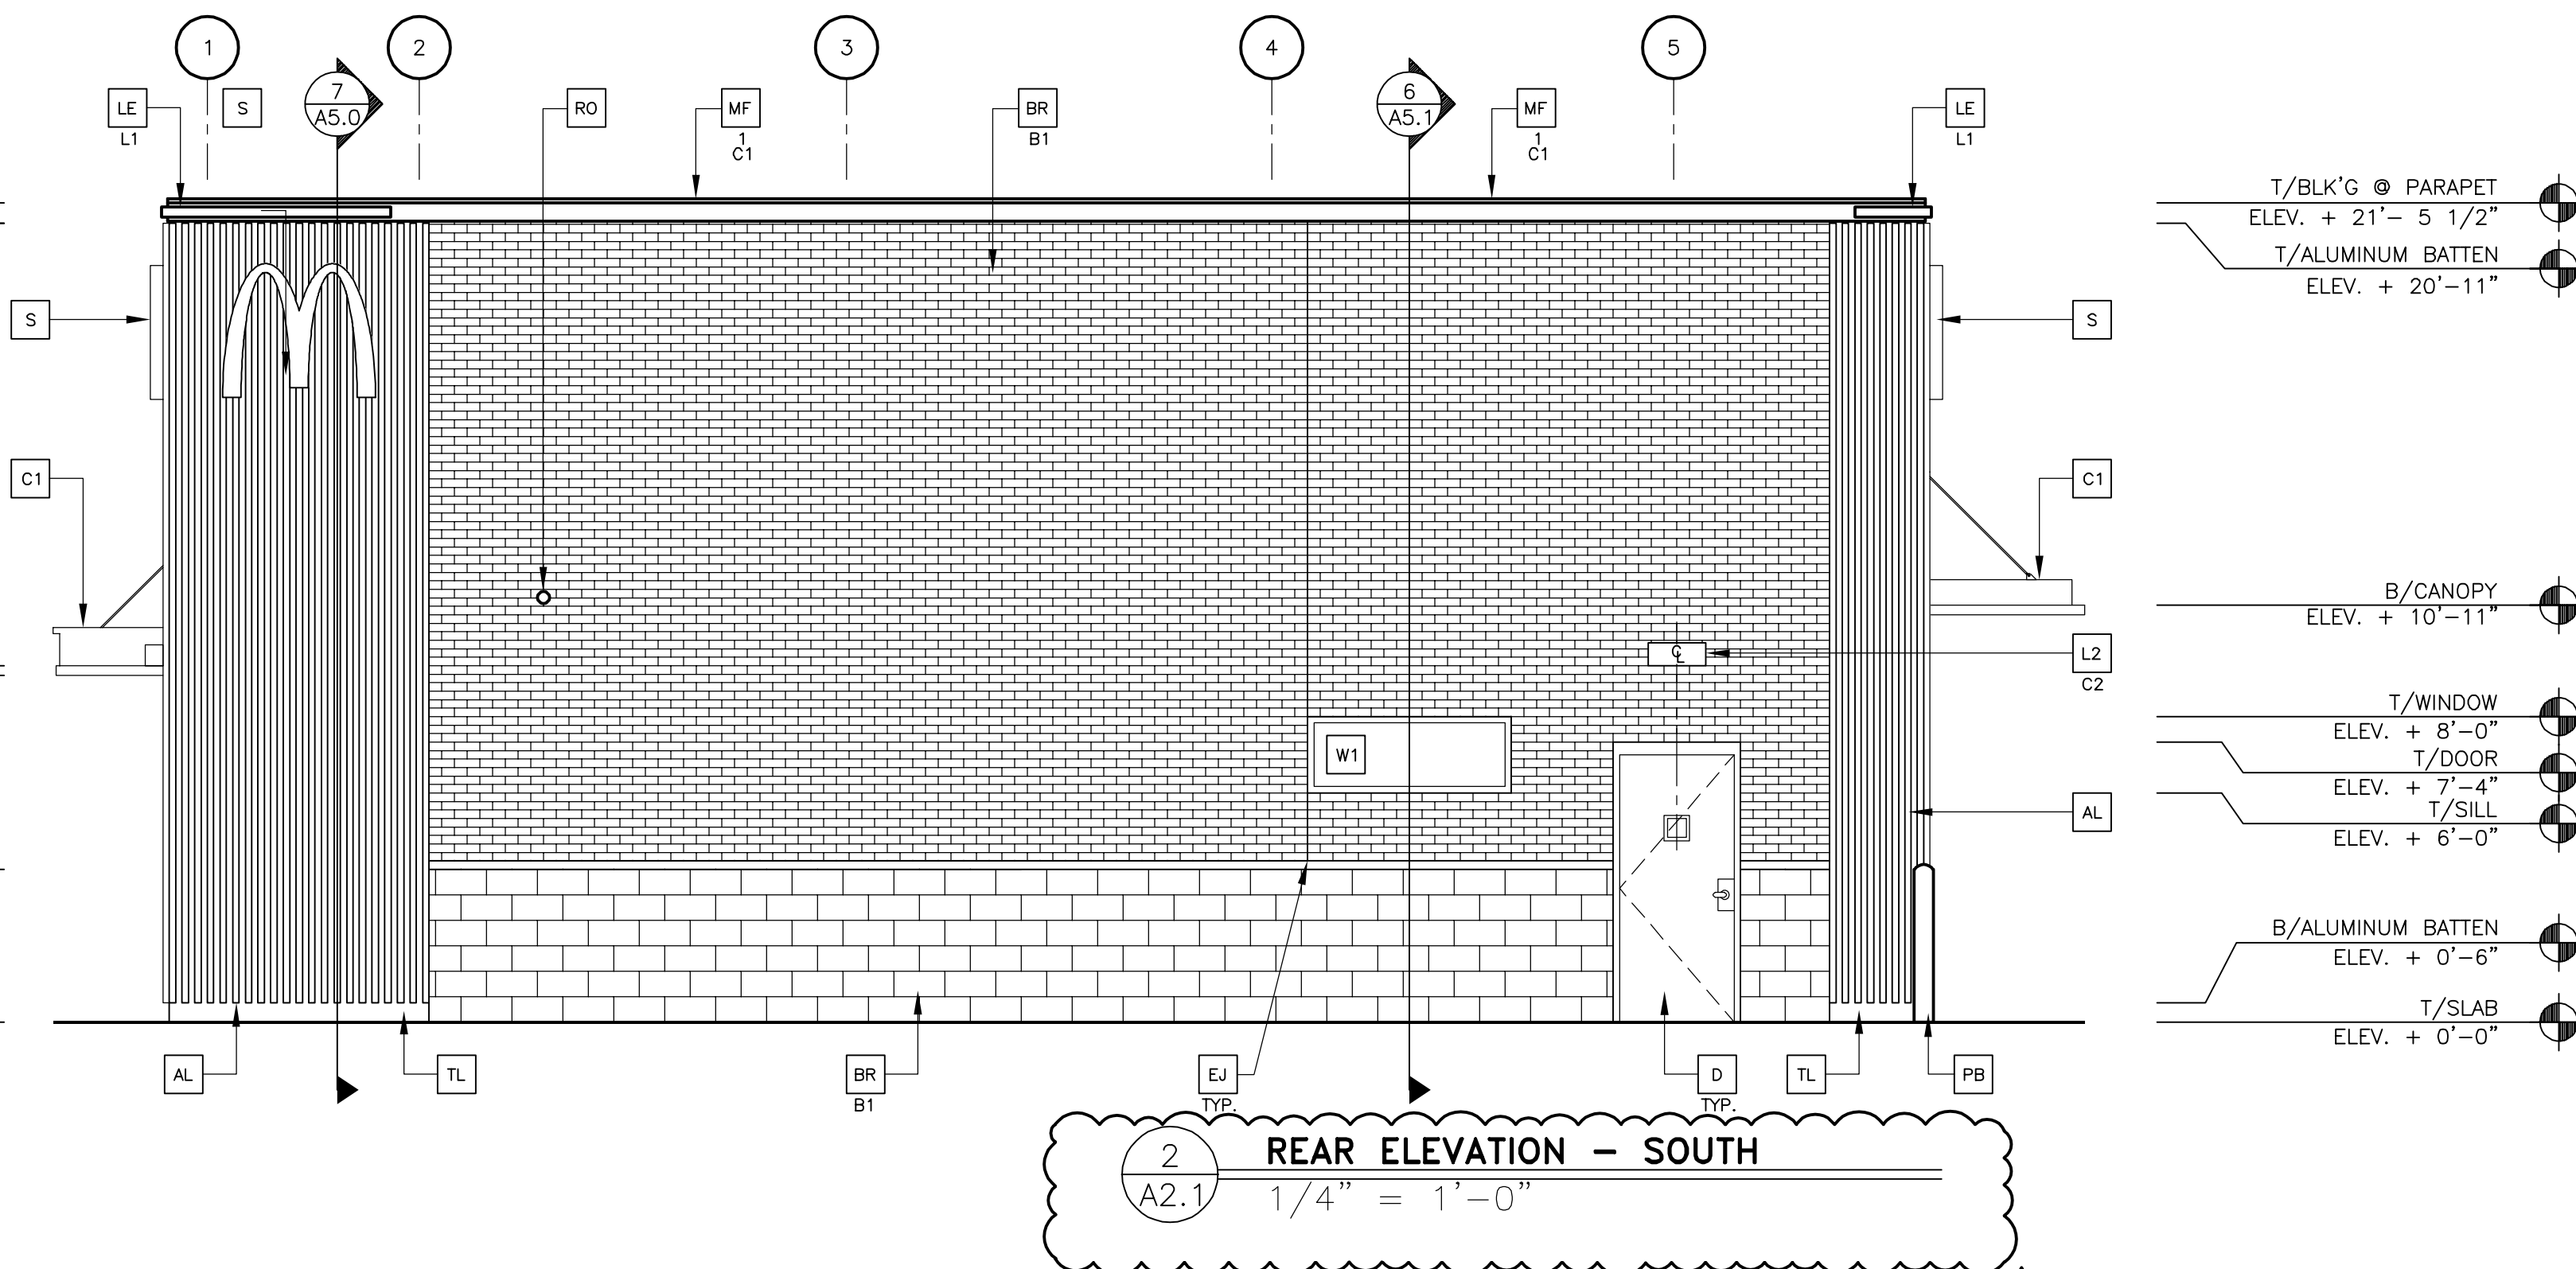 1
2
3
4
5
LE
L1
S
7
A5.0
RO
MF
1
C1
BR
B1
6
A5.1
MF
1
C1
LE
L1
T/BLK'G @ PARAPET
ELEV. + 21'- 5 1/2"
T/ALUMINUM BATTEN
ELEV. + 20'-11"
S
S
C1
C1
B/CANOPY
ELEV. + 10'-11"
CL
L2
C2
T/WINDOW
ELEV. + 8'-0"
W1
T/DOOR
ELEV. + 7'-4"
T/SILL
ELEV. + 6'-0"
AL
B/ALUMINUM BATTEN
ELEV. + 0'-6"
T/SLAB
ELEV. + 0'-0"
AL
TL
BR
B1
EJ
TYP.
D
TYP.
TL
PB
2
A2.1
REAR ELEVATION - SOUTH
1/4" = 1'-0"